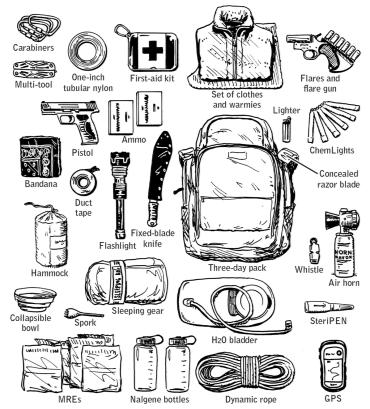 Carabiners
Multi-tool
One-inch
tubular nylon
First-aid kit
Set of clothes
and warmies
Flares and
flare gun
Pistol
Ammo
Lighter
ChemLights
Bandana
Duct
tape
Flashlight
Fixed-blade
knife
Concealed
razor blade
Three-day pack
Hammock
Sleeping gear
Whistle
HORN
Air horn
Collapsible
bowl
Spork
H2O bladder
SteriPEN
MREs
Nalgene bottles
Dynamic rope
GPS